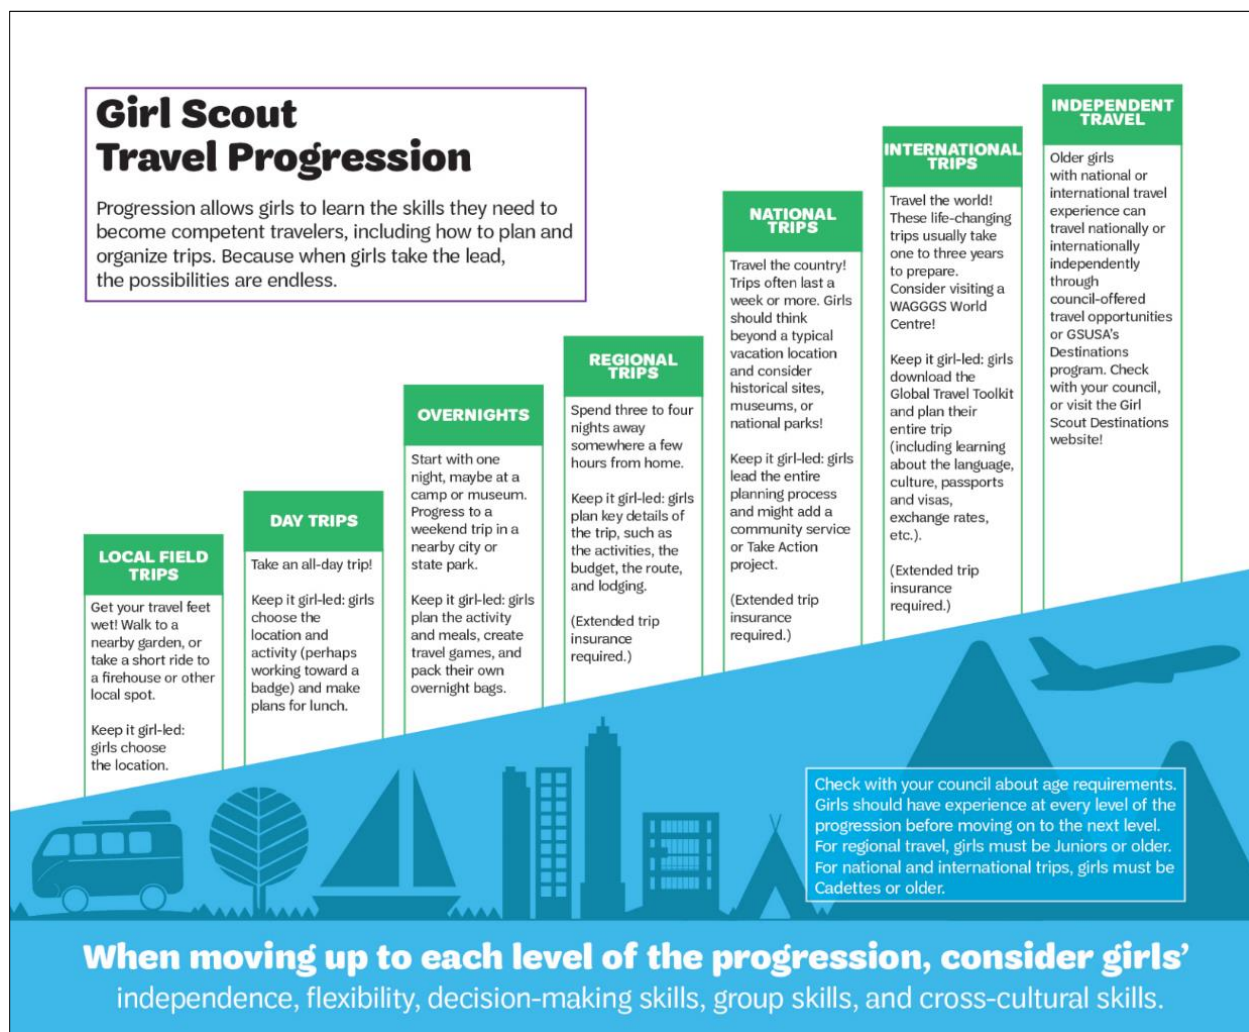 Girl Scout
Travel Progression
Progression allows girls to learn the skills they need to
become competent travelers, including how to plan and
organize trips. Because when girls take the lead,
the possibilities are endless.
LOCAL FIELD
TRIPS
Get your travel feet
wet! Walk to a
nearby garden, or
take a short ride to
a firehouse or other
local spot.
Keep it girl-led:
girls choose
the location.
DAY TRIPS
Take an all-day trip!
Keep it girl-led: girls
choose the
location and
activity (perhaps
working toward a
badge) and make
plans for lunch.
OVERNIGHTS
Start with one
night, maybe at a
camp or museum.
Progress to a
weekend trip in a
nearby city or
state park.
Keep it girl-led: girls
plan the activity
and meals, create
travel games, and
pack their own
overnight bags.
REGIONAL
TRIPS
Spend three to four
nights away
somewhere a few
hours from home.
Keep it girl-led: girls
plan key details of
the trip, such as
the activities, the
budget, the route,
and lodging.
(Extended trip
insurance
required.)
NATIONAL
TRIPS
Travel the country!
Trips often last a
week or more. Girls
should think
beyond a typical
vacation location
and consider
historical sites,
museums, or
national parks!
Keep it girl-led: girls
lead the entire
planning process
and might add a
community service
or Take Action
project.
(Extended trip
insurance
required.)
INTERNATIONAL
TRIPS
Travel the world!
These life-changing
trips usually take
one to three years
to prepare.
Consider visiting a
WAGGGS World
Centre!
Keep it girl-led: girls
download the
Global Travel Toolkit
and plan their
entire trip
(including learning
about the language,
culture, passports
and visas,
exchange rates,
etc.).
(Extended trip
insurance
required.)
INDEPENDENT
TRAVEL
Older girls
with national or
international travel
experience can
travel nationally or
internationally
independently
through
council-offered
travel opportunities
or GSUSA's
Destinations
program. Check
with your council,
or visit the Girl
Scout Destinations
website!
Check with your council about age requirements.
Girls should have experience at every level of the
progression before moving on to the next level.
For regional travel, girls must be Juniors or older.
For national and international trips, girls must be
Cadettes or older.
When moving up to each level of the progression, consider girls'
independence, flexibility, decision-making skills, group skills, and cross-cultural skills.